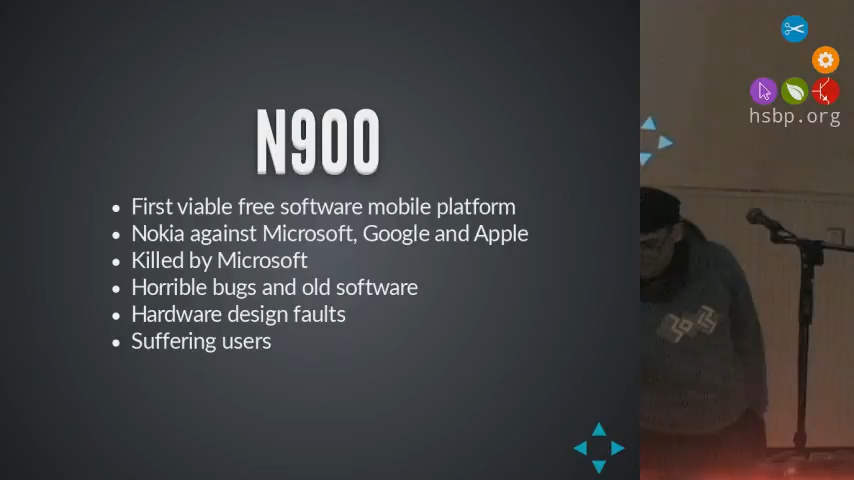 N900
First viable free software mobile platform
Nokia against Microsoft, Google and Apple
Killed by Microsoft
Horrible bugs and old software
Hardware design faults
Suffering users
hsbp.org